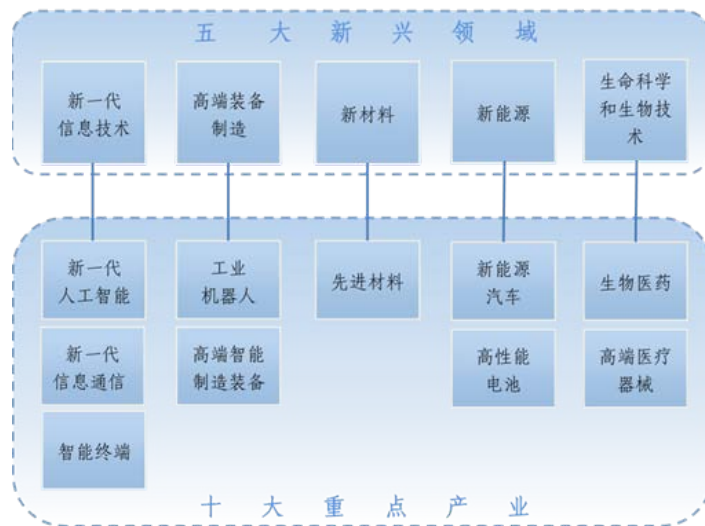 五大新兴领域
新一代
信息技术
高端装备
制造
新材料
新能源
生命科学
和生物技
术
新一代
人工智能
工业
机器人
先进材料
新能源
汽车
生物医药
新一代
信息通信
高端智能
制造装备
高性能
电池
高端医疗
器械
智能终端
十大重点产业